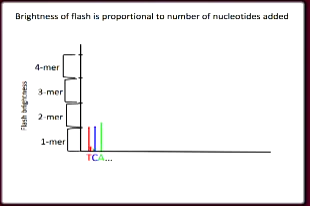 Brightness of flash is proportional to number of nucleotides added
4-mer
3-mer
2-mer
1-mer
Flash brightness
TCA...